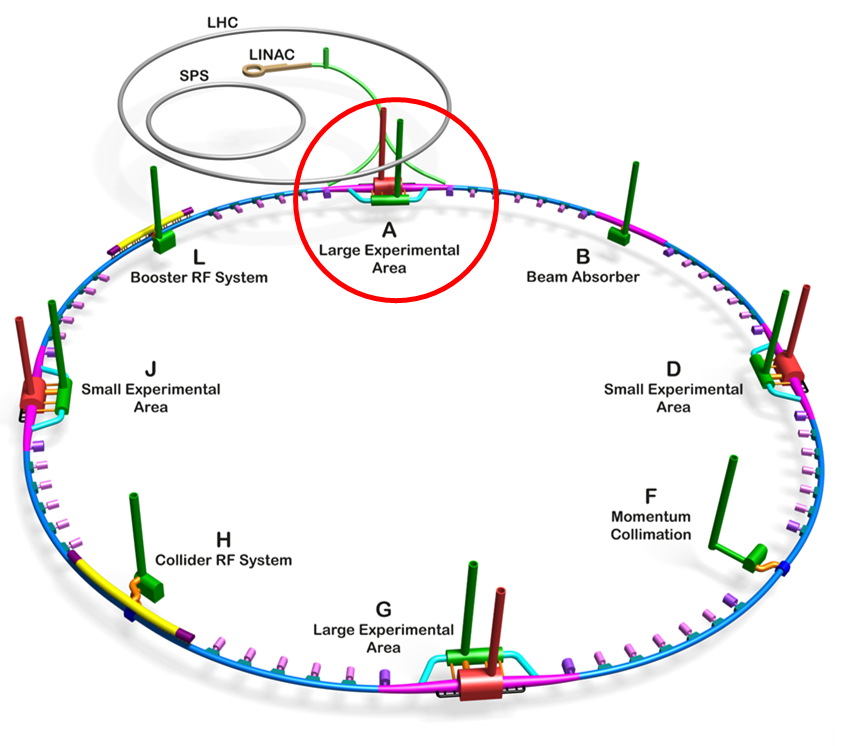 LHC
LINAC
SPS
A
Large Experimental
Area
L
Booster RF System
B
Beam Absorber
J
Small Experimental
Area
D
Small Experimental
Area
F
Momentum
Collimation
H
Collider RF System
G
Large Experimental
Area